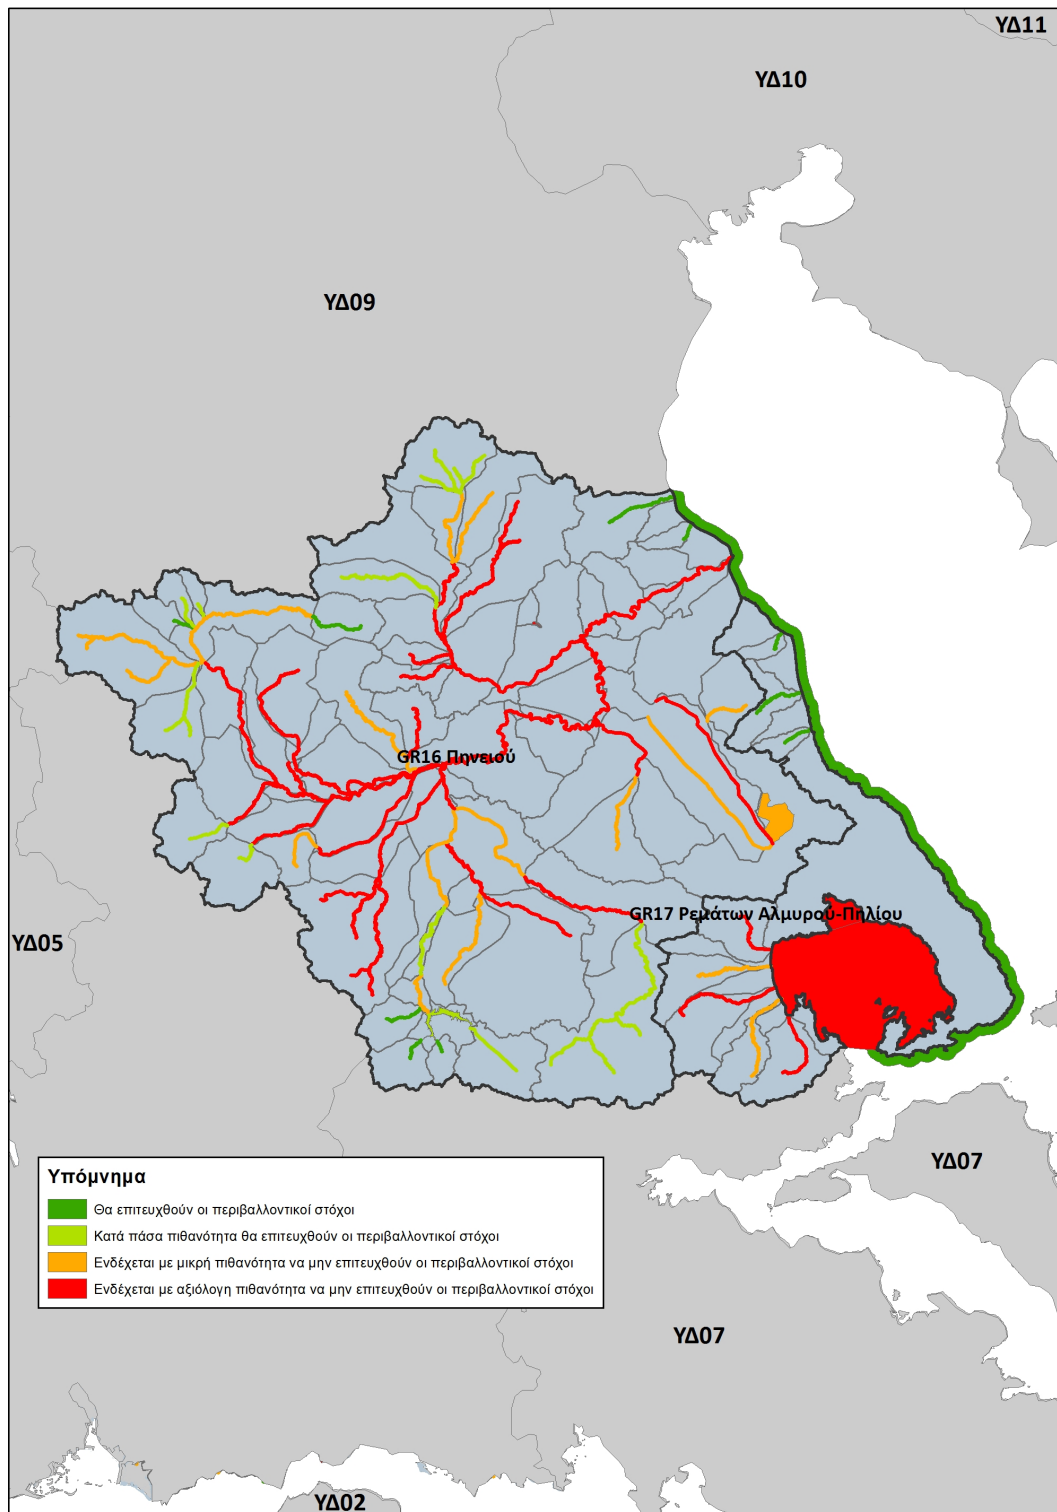 ΥΔ11
ΥΔ10
ΥΔ09
GR16 Πηνειού
GR17 Ρεμάτων Αλμυρού-Πηλίου
ΥΔ05
ΥΔ07
Υπόμνημα
Θα επιτευχθούν οι περιβαλλοντικοί στόχοι
Κατά πάσα πιθανότητα θα επιτευχθούν οι περιβαλλοντικοί στόχοι
Ενδέχεται με μικρή πιθανότητα να μην επιτευχθούν οι περιβαλλοντικοί στόχοι
Ενδέχεται με αξιόλογη πιθανότητα να μην επιτευχθούν οι περιβαλλοντικοί στόχοι
ΥΔ07
ΥΔ02